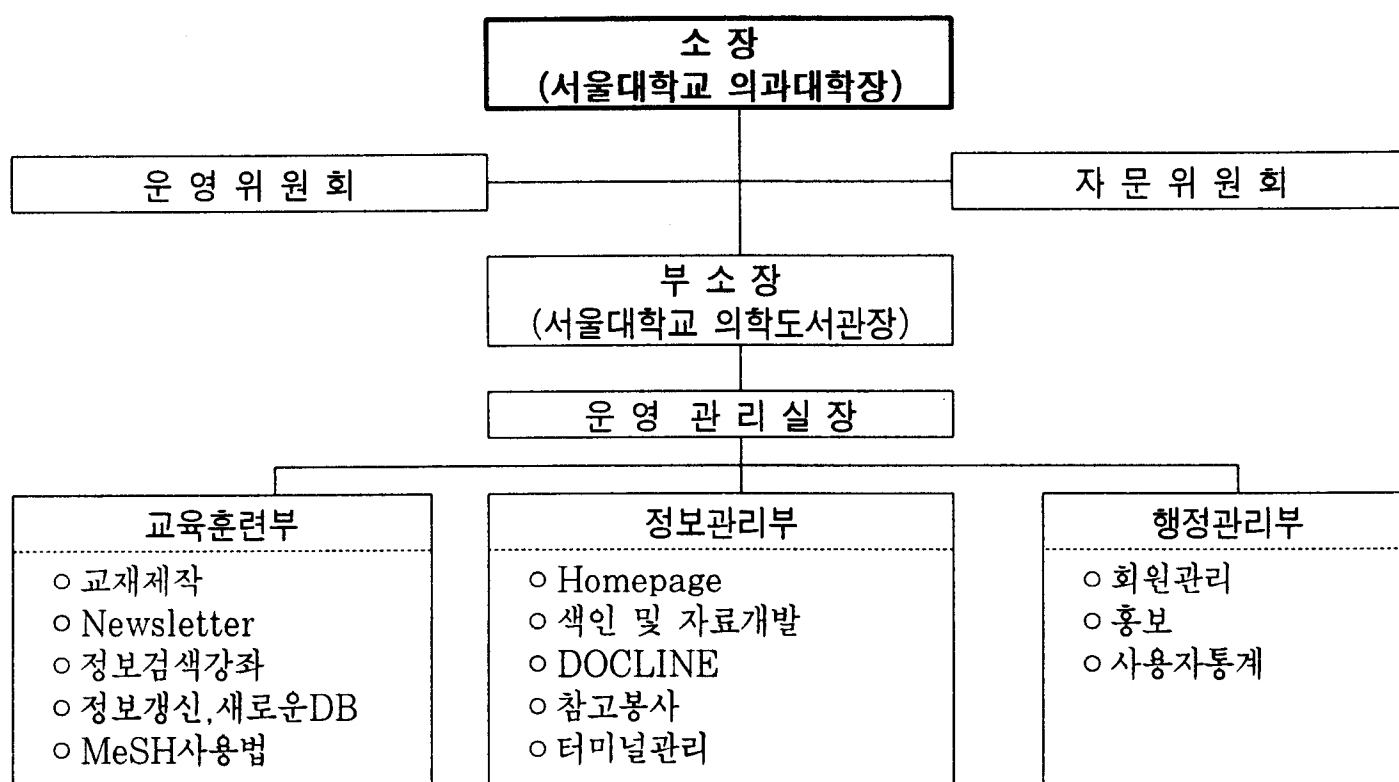 소 장
(서울대학교 의과대학장)
운 영 위 원 회
자 문 위 원 회
부 소 장
(서울대학교 의학도서관장)
운 영 관 리 실 장
교육훈련부
○ 교재제작
○ Newsletter
○ 정보검색강좌
○ 정보갱신,새로운DB
○ MeSH사용법
정보관리부
○ Homepage
○ 색인 및 자료개발
○ DOCLINE
○ 참고봉사
○ 터미널관리
행정관리부
○ 회원관리
○ 홍보
○ 사용자통계